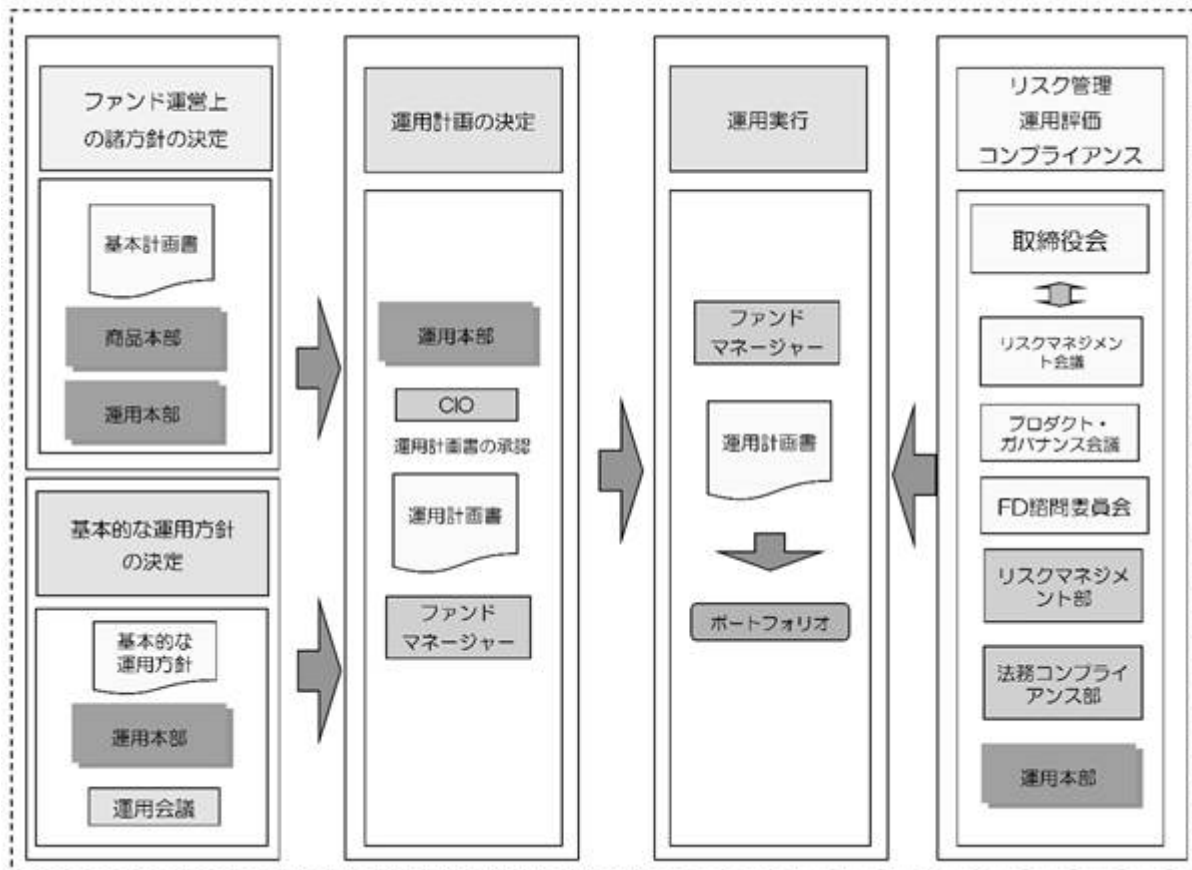 ファンド運営上
の諸方針の決定
基本計画書
商品本部
運用本部
基本的な運用方針
の決定
基本的な
運用方針
運用本部
運用会議
運用計画の決定
運用本部
CIO
運用計画書の承認
運用計画書
ファンド
マネージャー
運用実行
ファンド
マネージャー
運用計画書
ポートフォリオ
リスク管理
運用評価
コンプライアンス
取締役会
リスクマネジメン
ト会議
プロダクト・
ガバナンス会議
FD諮問委員会
リスクマネジメ
ント部
法務コンプライ
アンス部
運用本部